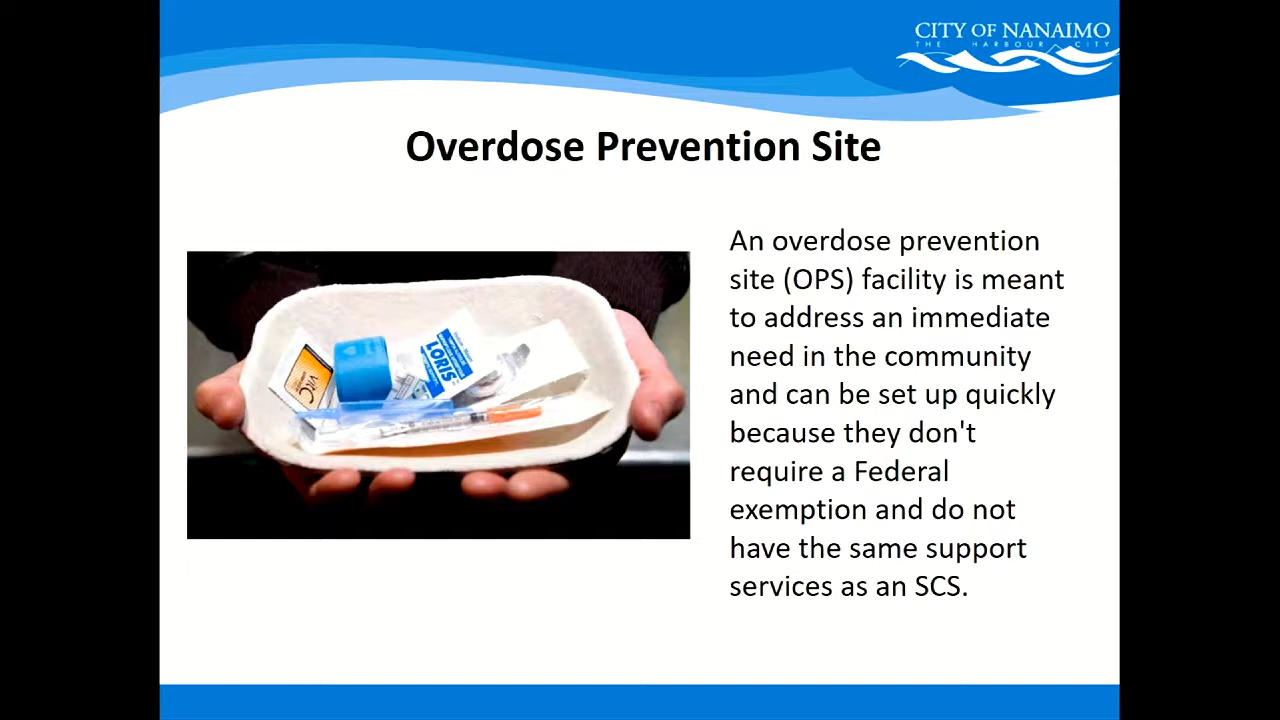 CITY OF NANAIMO
THE HARBOUR CITY
Overdose Prevention Site
An overdose prevention
site (OPS) facility is meant
to address an immediate
need in the community
and can be set up quickly
because they don't
require a Federal
exemption and do not
have the same support
services as an SCS.
VitC
LORIS